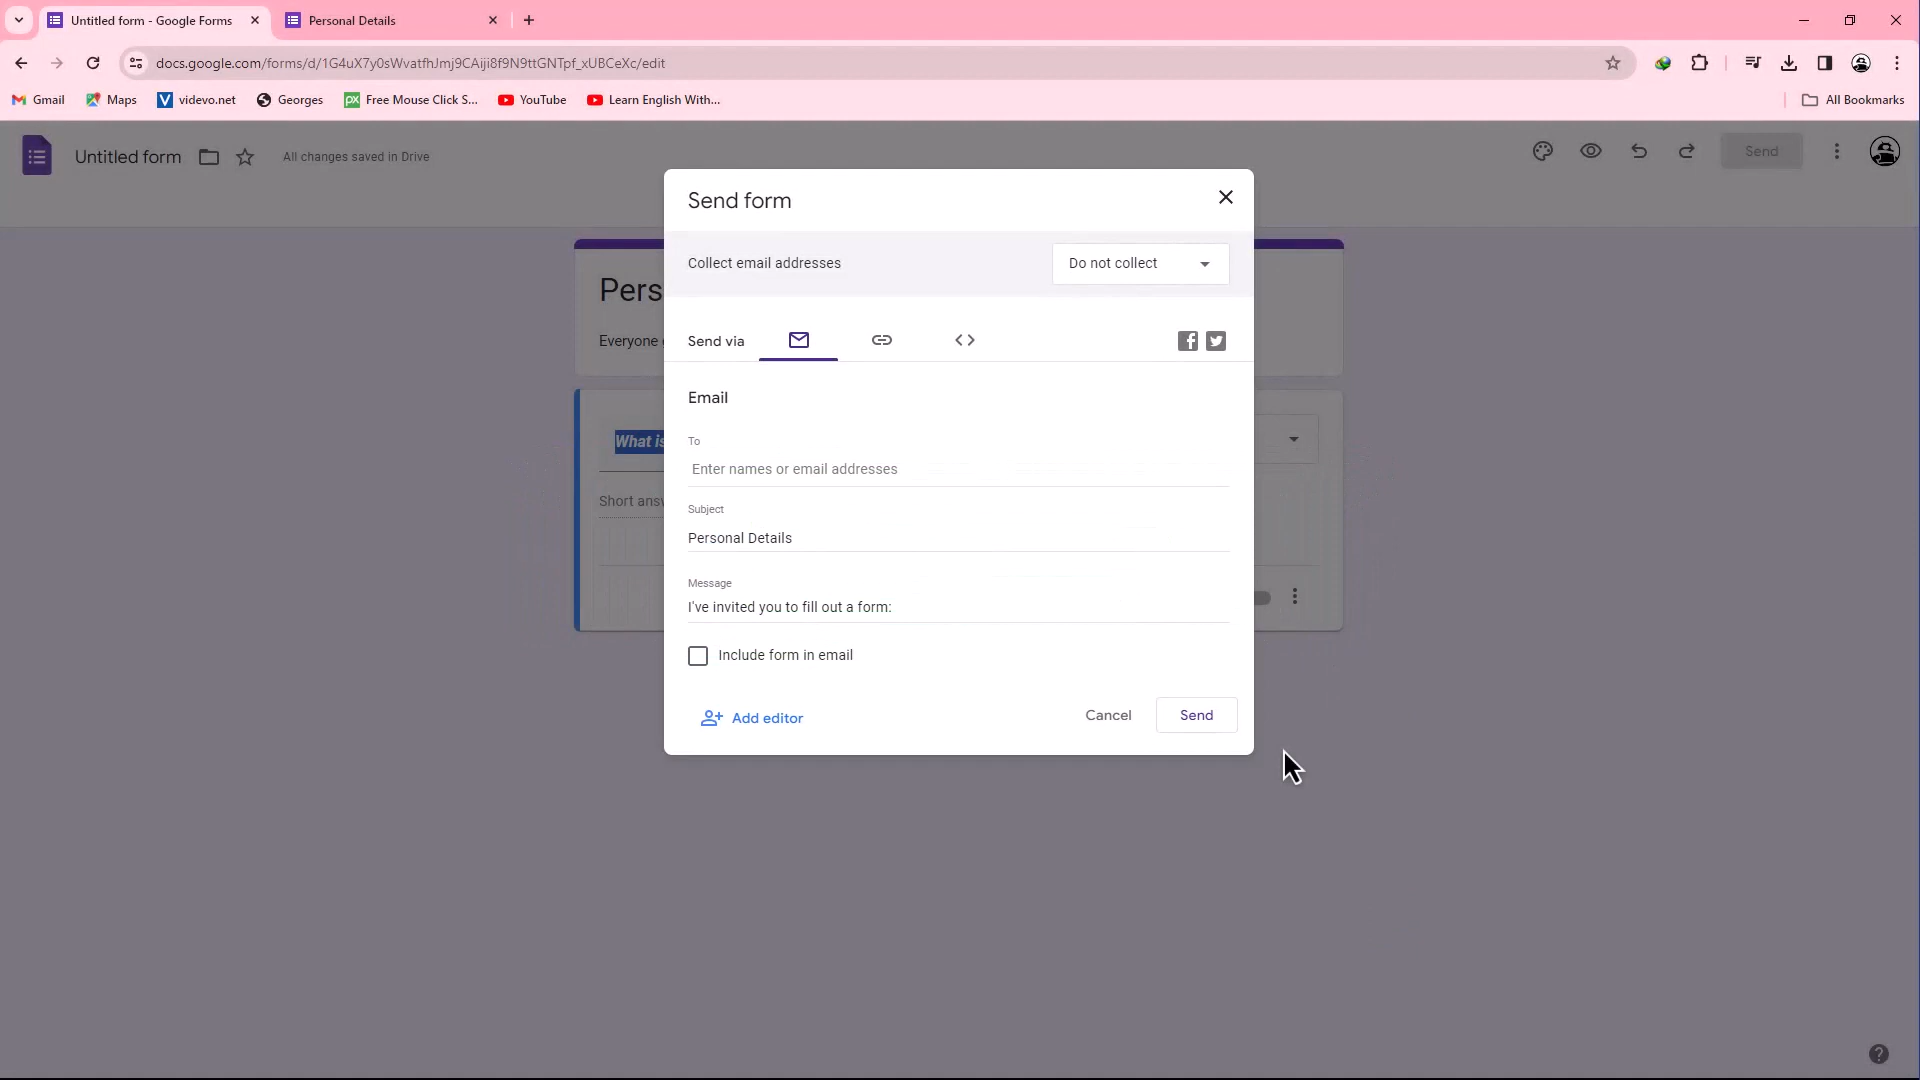 Untitled form - Google Forms
Personal Details
docs.google.com/forms/d/1G4uX7y0sWvatfhJmj9CAiji8f9N9ttGNTpf_xUBCeXc/edit
Gmail
Maps
videvo.net
Georges
Free Mouse Click S...
YouTube
Learn English With...
All Bookmarks
Untitled form
All changes saved in Drive
Send
Send form
Collect email addresses
Do not collect
Pers
Everyone
Send via
Email
To
Enter names or email addresses
What is
Short answ
Subject
Personal Details
Message
I've invited you to fill out a form:
Include form in email
Add editor
Cancel
Send